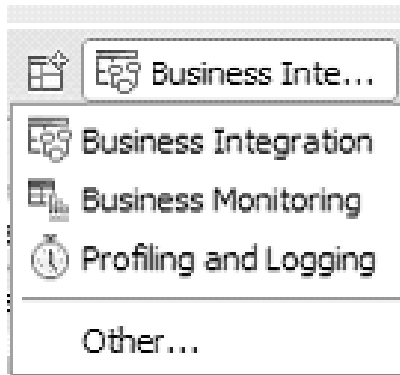 Business Inte...
Business Integration
Business Monitoring
Profiling and Logging
Other...